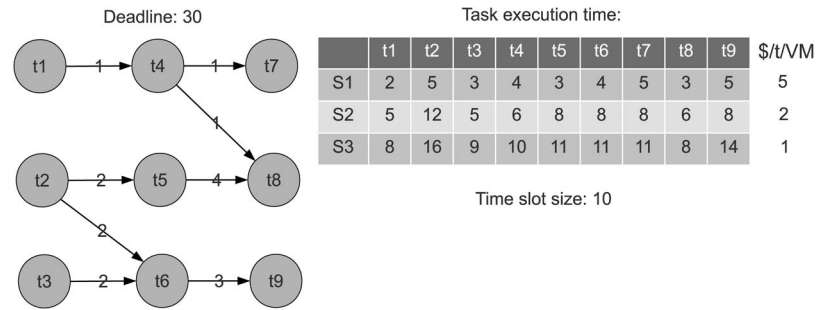 Deadline: 30
Task execution time:
t1 1 t4 1 t7
1
t2 2 t5 4 t8
2
t3 2 t6 3 t9
t1 t2 t3 t4 t5 t6 t7 t8 t9 $/t/VM
S1 2 5 3 4 3 4 5 3 5 5
S2 5 12 5 6 8 8 8 6 8 2
S3 8 16 9 10 11 11 11 8 14 1
Time slot size: 10